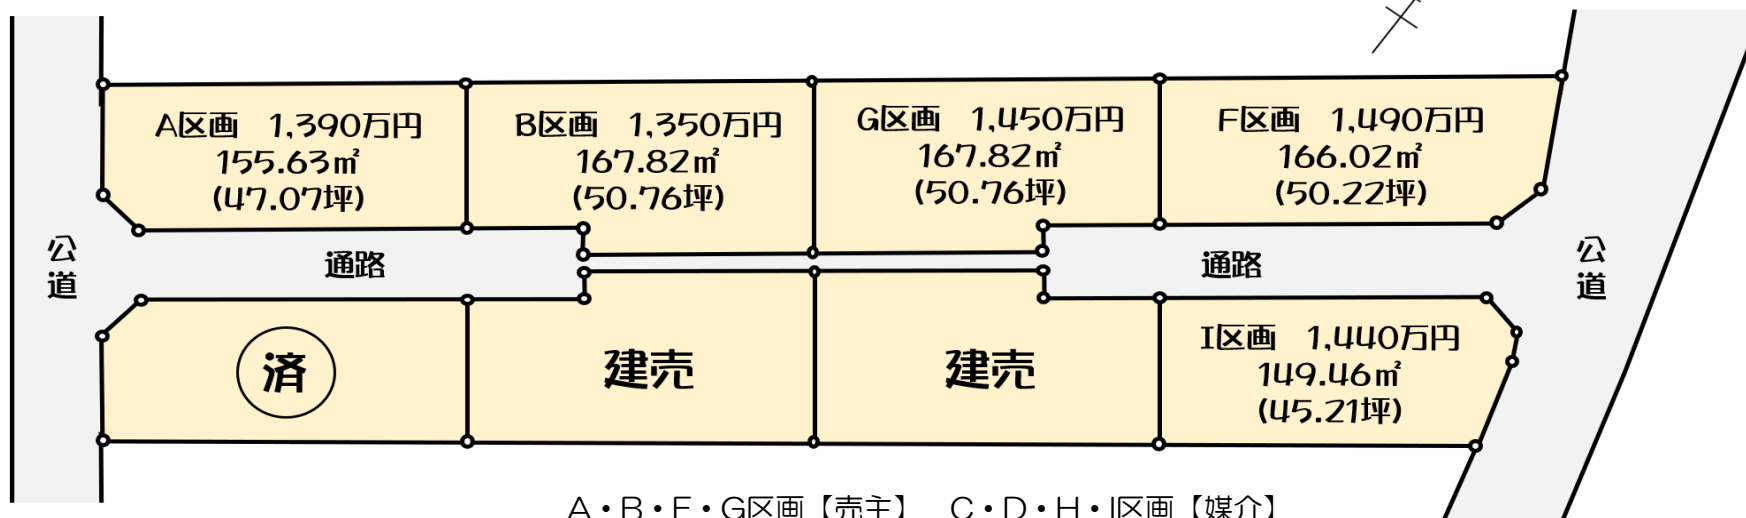 A区画 1,390万円
155.63㎡
(47.07坪)
B区画 1,350万円
167.82㎡
(50.76坪)
G区画 1,450万円
167.82㎡
(50.76坪)
F区画 1,490万円
166.02㎡
(50.22坪)
公道
通路
通路
公道
済
建売
建売
I区画 1,440万円
149.46㎡
(45.21坪)
A・B・F・G区画【売主】 C・D・H・I区画【媒介】